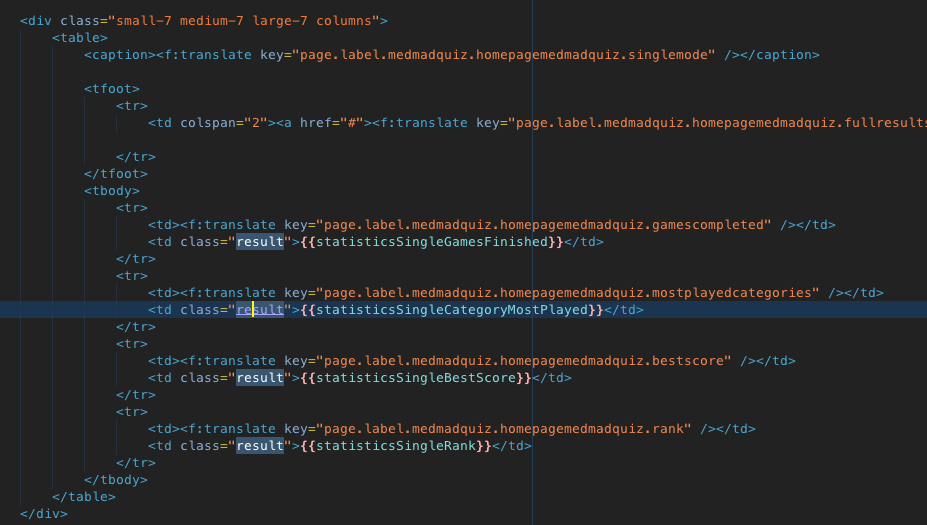 <div class="small-7 medium-7 large-7 columns">
<table>
<caption><f:translate key="page.label.medmadquiz.homepagemedmadquiz.singlemode" /></caption>
<tfoot>
<tr>
<td colspan="2"><a href="#"><f:translate key="page.label.medmadquiz.homepagemedmadquiz.fullresults
</tr>
</tfoot>
<tbody>
<tr>
<td><f:translate key="page.label.medmadquiz.homepagemedmadquiz.gamescompleted" /></td>
<td class="result">{{statisticsSingleGamesFinished}}</td>
</tr>
<tr>
<td><f:translate key="page.label.medmadquiz.homepagemedmadquiz.mostplayedcategories" /></td>
<td class="result">{{statisticsSingleCategoryMostPlayed}}</td>
</tr>
<tr>
<td><f:translate key="page.label.medmadquiz.homepagemedmadquiz.bestscore" /></td>
<td class="result">{{statisticsSingleBestScore}}</td>
</tr>
<tr>
<td><f:translate key="page.label.medmadquiz.homepagemedmadquiz.rank" /></td>
<td class="result">{{statisticsSingleRank}}</td>
</tr>
</tbody>
</table>
</div>